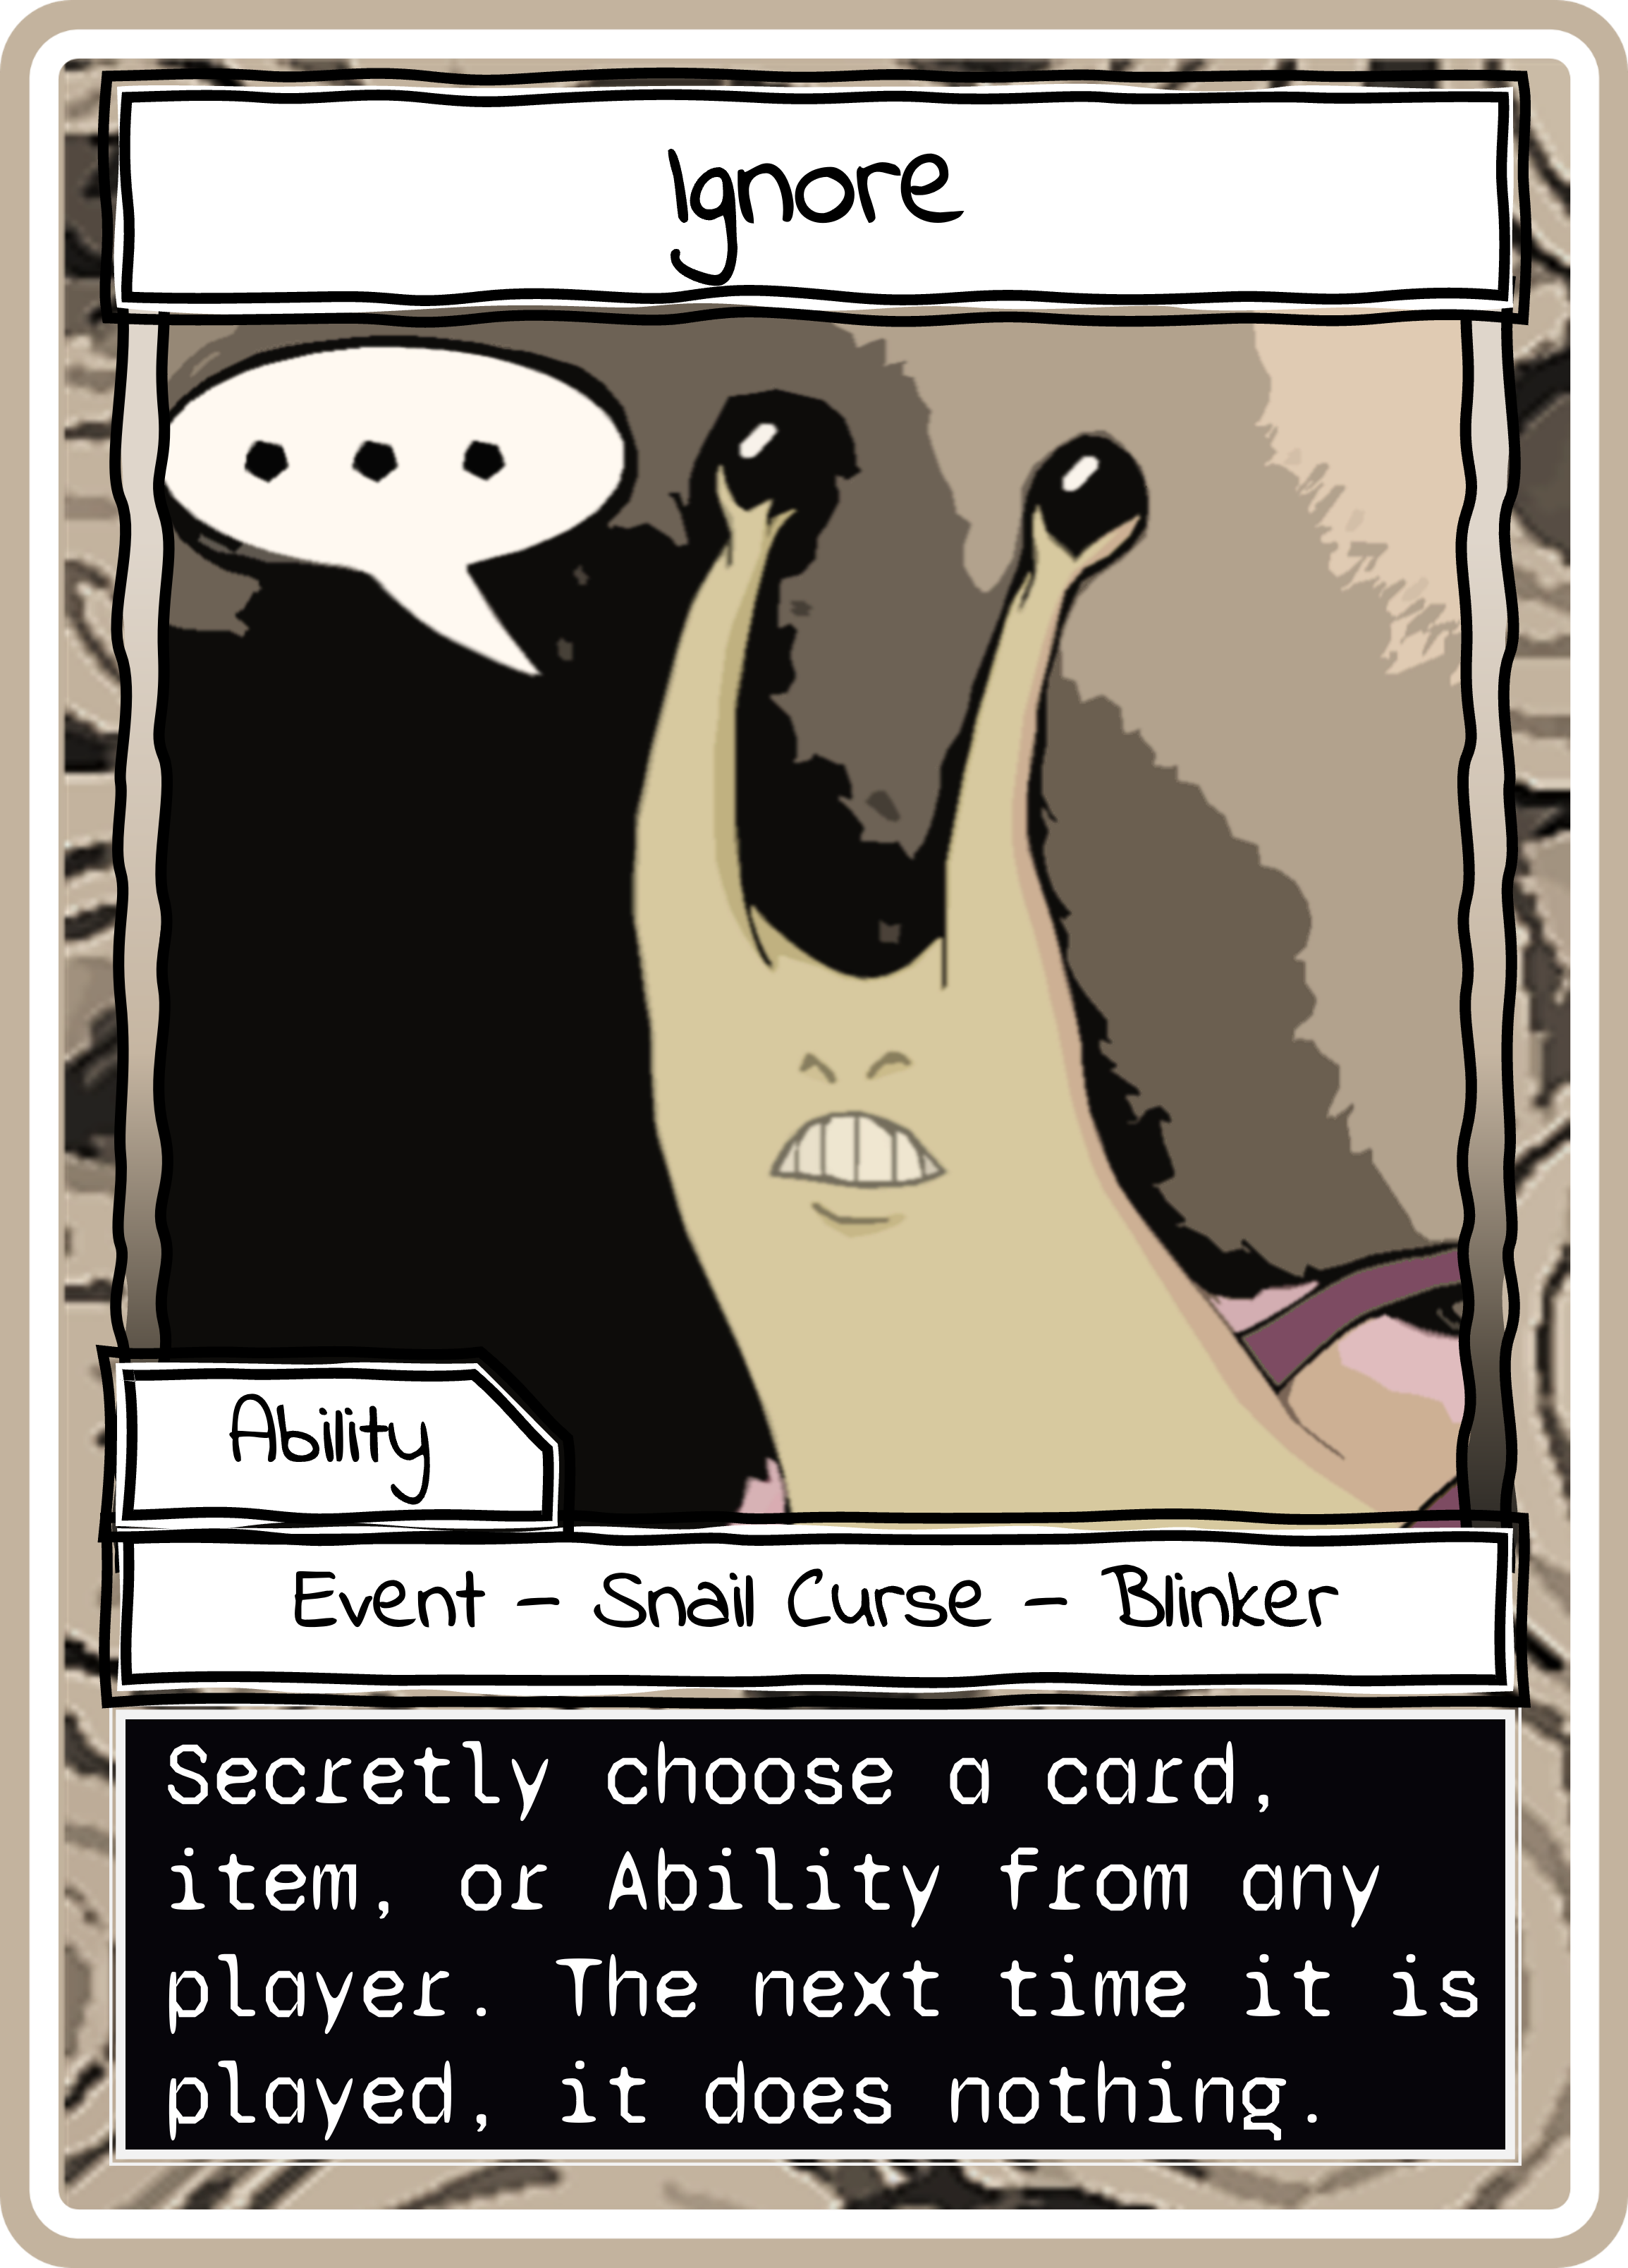 Ignore
...
Ability
Event - Snail Curse - Blinker
Secretly choose a card,
item, or Ability from any
player. The next time it is
played, it does nothing.